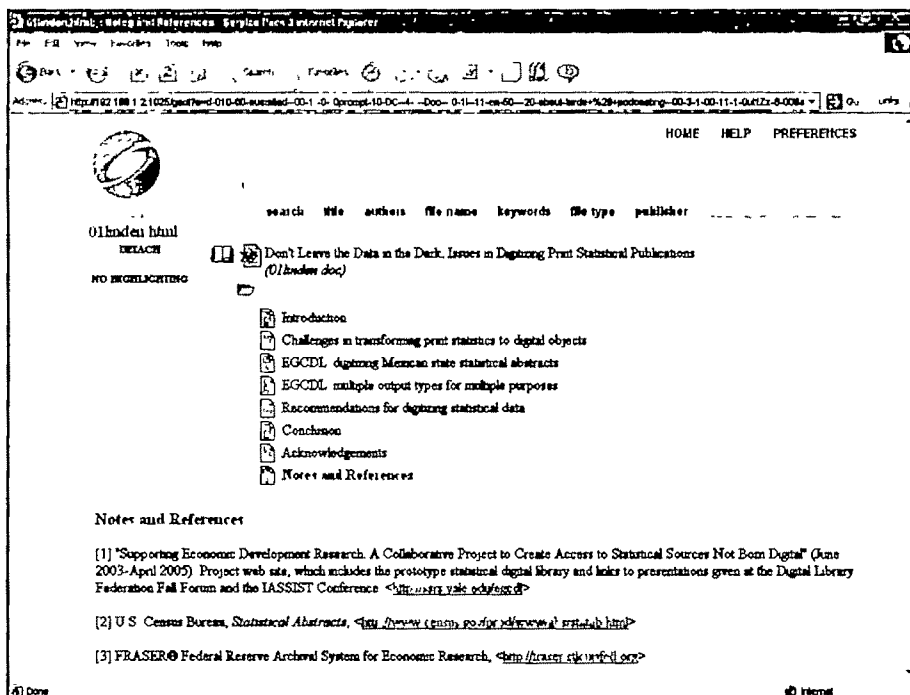 HOME HELP PREFERENCES
search title authors file name keywords file type publisher
01linden html
DETACH
NO HIGHLIGHTING
Don't Leave the Data in the Dark, Issues in Digitizing Print Statistical Publications
(01linden doc)
Introduction
Challenges in transforming print statistics to digital objects
EGCDL digitizing Mexican state statistical abstracts
EGCDL multiple output types for multiple purposes
Recommendations for digitizing statistical data
Conclusion
Acknowledgements
Notes and References
Notes and References
[1] "Supporting Economic Development Research. A Collaborative Project to Create Access to Statistical Sources Not Born Digital" (June
2003-April 2005) Project web site, which includes the prototype statistical digital library and links to presentations given at the Digital Library
Federation Fall Forum and the IASSIST Conference
[2] U S Census Bureau, Statistical Abstracts,
[3] FRASER® Federal Reserve Archival System for Economic Research,
Done Internet